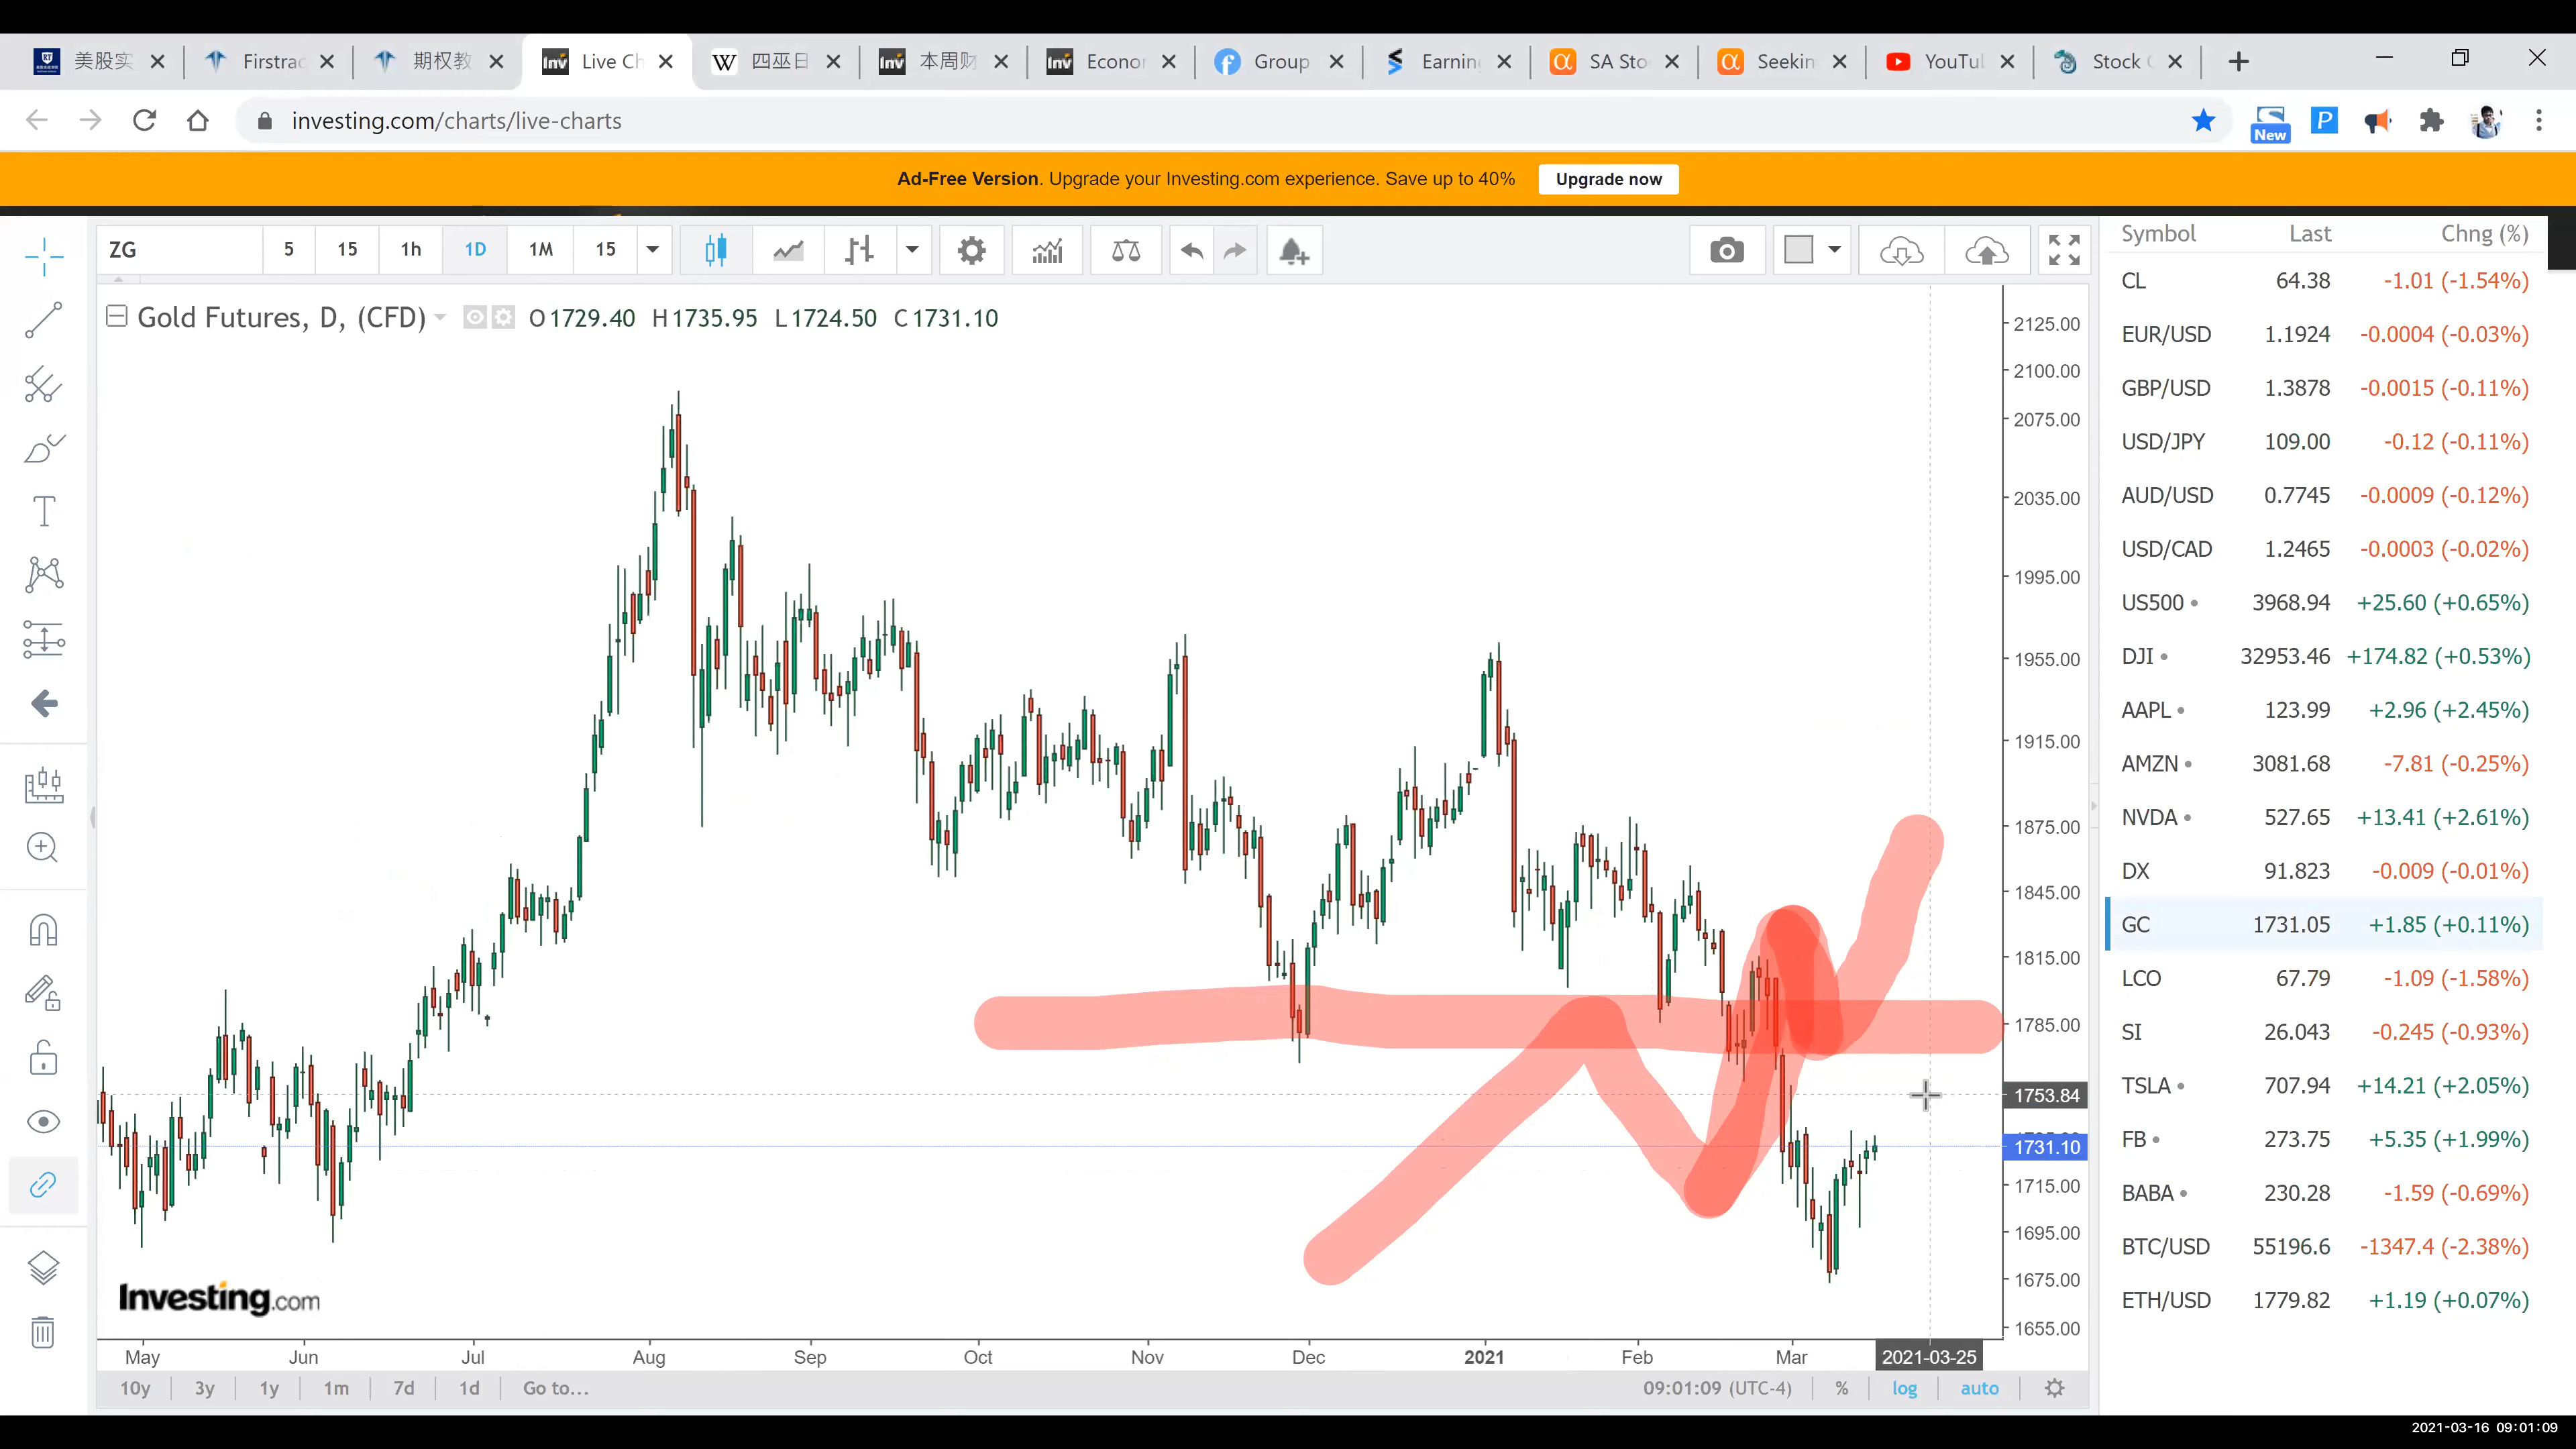 美股实 Firstrac 期权教 Live Ch 四巫日 本周财 Econor Group Earnin SA Sto Seekin YouTul Stock
investing.com/charts/live-charts
New
Ad-Free Version. Upgrade your Investing.com experience. Save up to 40% Upgrade now
ZG 5 15 1h 1D 1M 15
Gold Futures, D, (CFD) O1729.40 H1735.95 L1724.50 C1731.10
2125.00
2100.00
2075.00
2035.00
1995.00
1955.00
1915.00
1875.00
1845.00
1815.00
1785.00
1753.84
1731.10
1715.00
1695.00
1675.00
1655.00
Investing.com
May Jun Jul Aug Sep Oct Nov Dec 2021 Feb Mar 2021-03-25
10y 3y 1y 1m 7d 1d Go to... 09:01:09 (UTC-4) % log auto
Symbol Last Chng (%)
CL 64.38 -1.01 (-1.54%)
EUR/USD 1.1924 -0.0004 (-0.03%)
GBP/USD 1.3878 -0.0015 (-0.11%)
USD/JPY 109.00 -0.12 (-0.11%)
AUD/USD 0.7745 -0.0009 (-0.12%)
USD/CAD 1.2465 -0.0003 (-0.02%)
US500 3968.94 +25.60 (+0.65%)
DJI 32953.46 +174.82 (+0.53%)
AAPL 123.99 +2.96 (+2.45%)
AMZN 3081.68 -7.81 (-0.25%)
NVDA 527.65 +13.41 (+2.61%)
DX 91.823 -0.009 (-0.01%)
GC 1731.05 +1.85 (+0.11%)
LCO 67.79 -1.09 (-1.58%)
SI 26.043 -0.245 (-0.93%)
TSLA 707.94 +14.21 (+2.05%)
FB 273.75 +5.35 (+1.99%)
BABA 230.28 -1.59 (-0.69%)
BTC/USD 55196.6 -1347.4 (-2.38%)
ETH/USD 1779.82 +1.19 (+0.07%)
2021-03-16 09:01:09